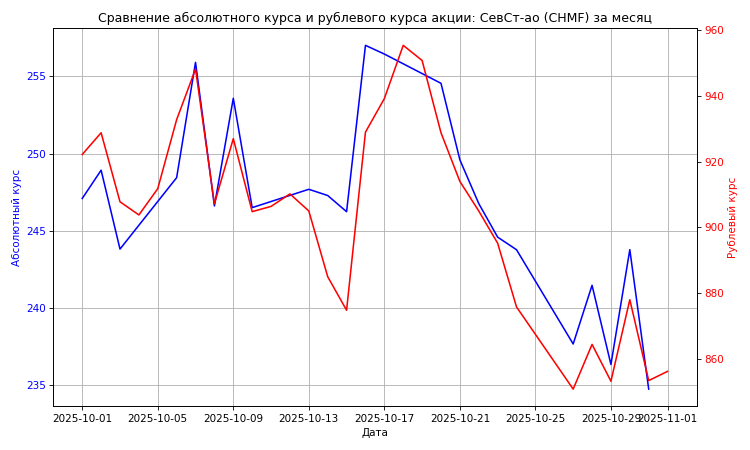 Сравнение абсолютного курса и рублевого курса акции: СевСт-ао (CHMF) за месяц
Абсолютный курс
255
250
245
240
235
960
940
920
900
880
860
Рублевый курс
2025-10-01 2025-10-05 2025-10-09 2025-10-13 2025-10-17 2025-10-21 2025-10-25 2025-10-29 2025-11-01
Дата